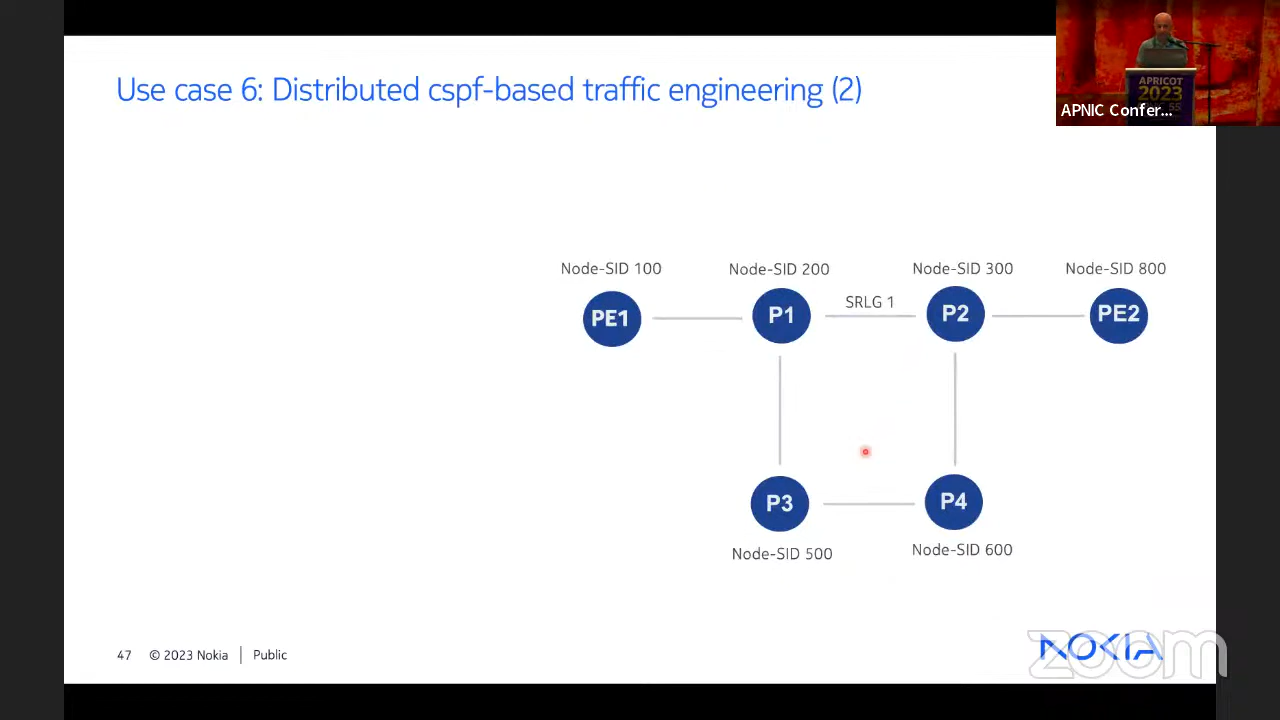 Use case 6: Distributed cspf-based traffic engineering (2)
APRICOT
2023
APNIC Confer...
Node-SID 100
Node-SID 200
Node-SID 300
Node-SID 800
SRLG 1
PE1
P1
P2
PE2
P3
P4
Node-SID 500
Node-SID 600
47 © 2023 Nokia | Public
NOKIA
zoom